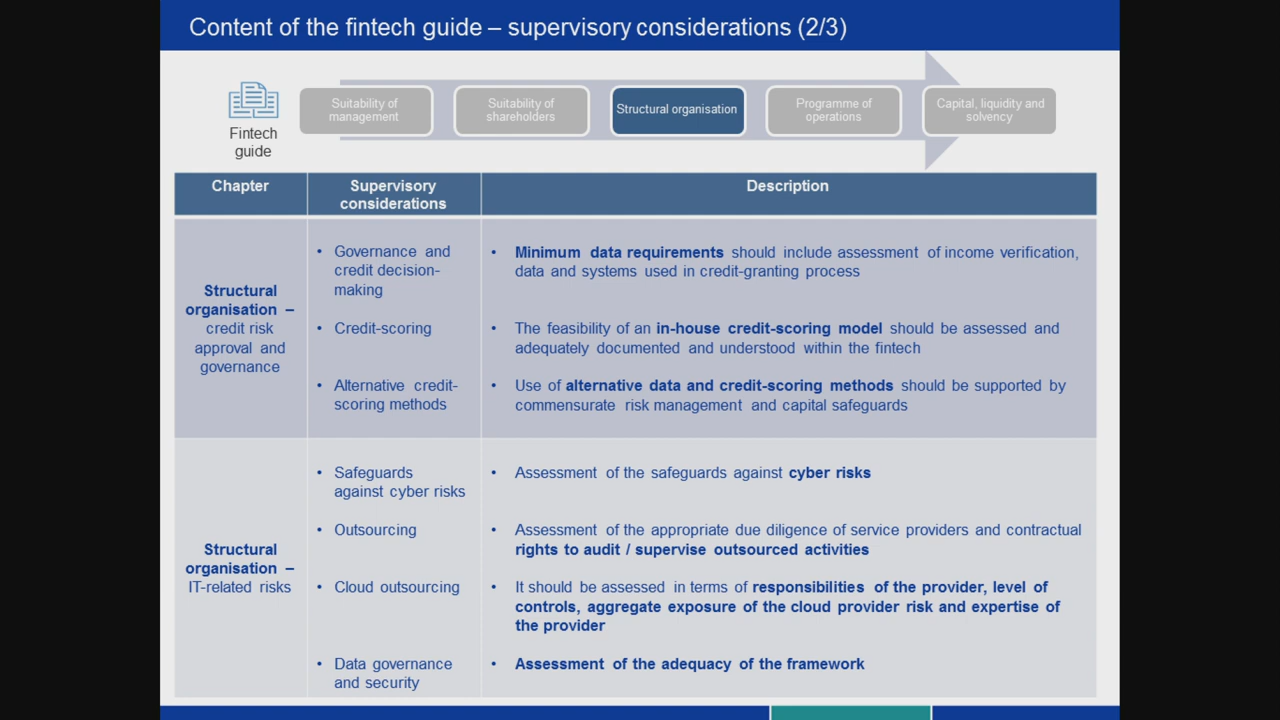 Content of the fintech guide – supervisory considerations (2/3)
Fintech
guide
Suitability of
management
Suitability of
shareholders
Structural organisation
Programme of
operations
Capital, liquidity and
solvency
Chapter
Supervisory
considerations
Description
Structural
organisation –
credit risk
approval and
governance
• Governance and
credit decision-
making
• Minimum data requirements should include assessment of income verification,
data and systems used in credit-granting process
• Credit-scoring
• The feasibility of an in-house credit-scoring model should be assessed and
adequately documented and understood within the fintech
• Alternative credit-
scoring methods
• Use of alternative data and credit-scoring methods should be supported by
commensurate risk management and capital safeguards
Structural
organisation –
IT-related risks
• Safeguards
against cyber risks
• Assessment of the safeguards against cyber risks
• Outsourcing
• Assessment of the appropriate due diligence of service providers and contractual
rights to audit / supervise outsourced activities
• Cloud outsourcing
• It should be assessed in terms of responsibilities of the provider, level of
controls, aggregate exposure of the cloud provider risk and expertise of
the provider
• Data governance
and security
• Assessment of the adequacy of the framework